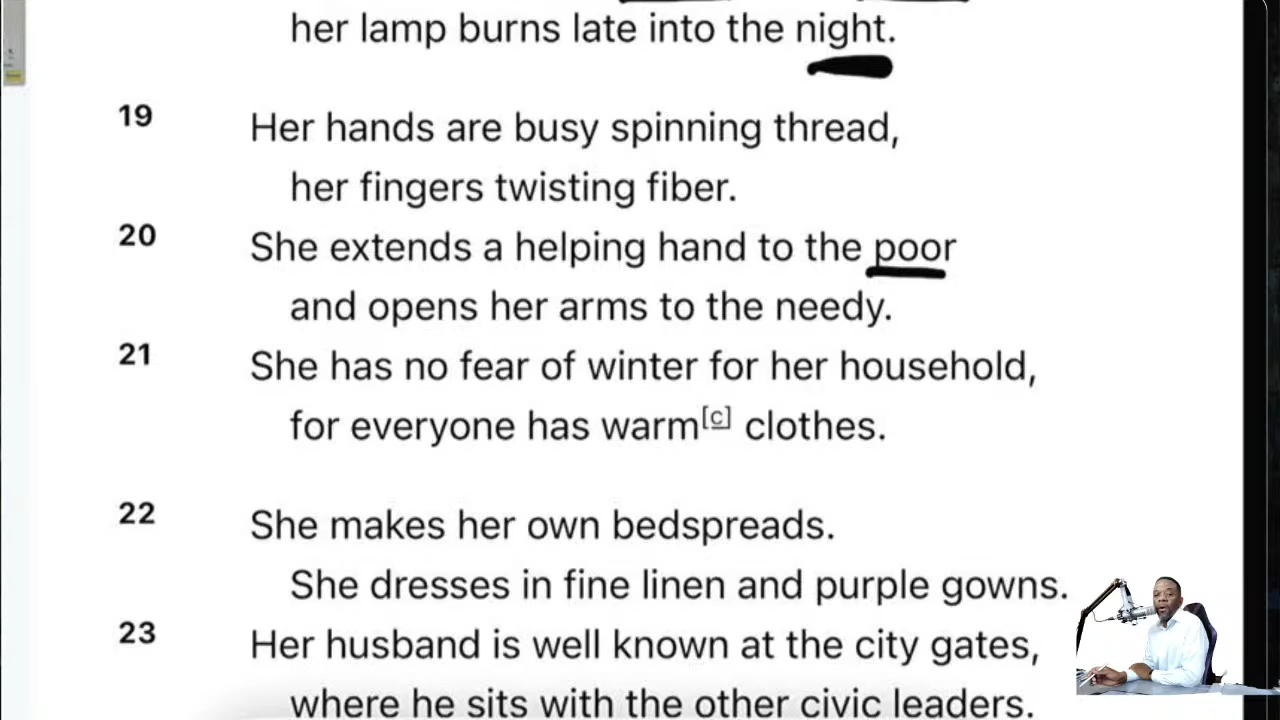 her lamp burns late into the night.
19 Her hands are busy spinning thread,
her fingers twisting fiber.
20 She extends a helping hand to the poor
and opens her arms to the needy.
21 She has no fear of winter for her household,
for everyone has warm[c] clothes.
22 She makes her own bedspreads.
She dresses in fine linen and purple gowns.
23 Her husband is well known at the city gates,
where he sits with the other civic leaders.